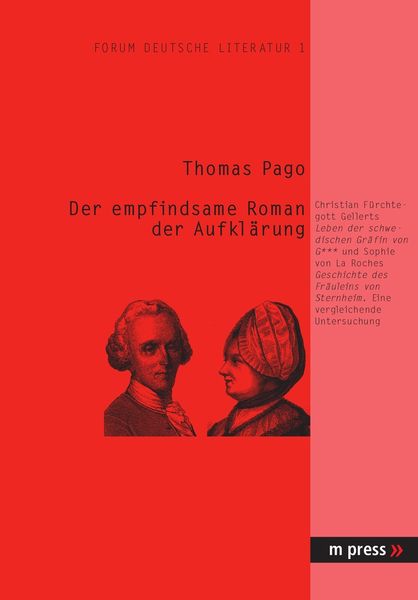 FORUM DEUTSCHE LITERATUR 1
Thomas Pago
Der empfindsame Roman
der Aufklärung
Christian Fürchte-
gott Gellerts
Leben der schwe-
dischen Gräfin von
G*** und Sophie
von La Roches
Geschichte des
Fräuleins von
Sternheim. Eine
vergleichende
Untersuchung
m press